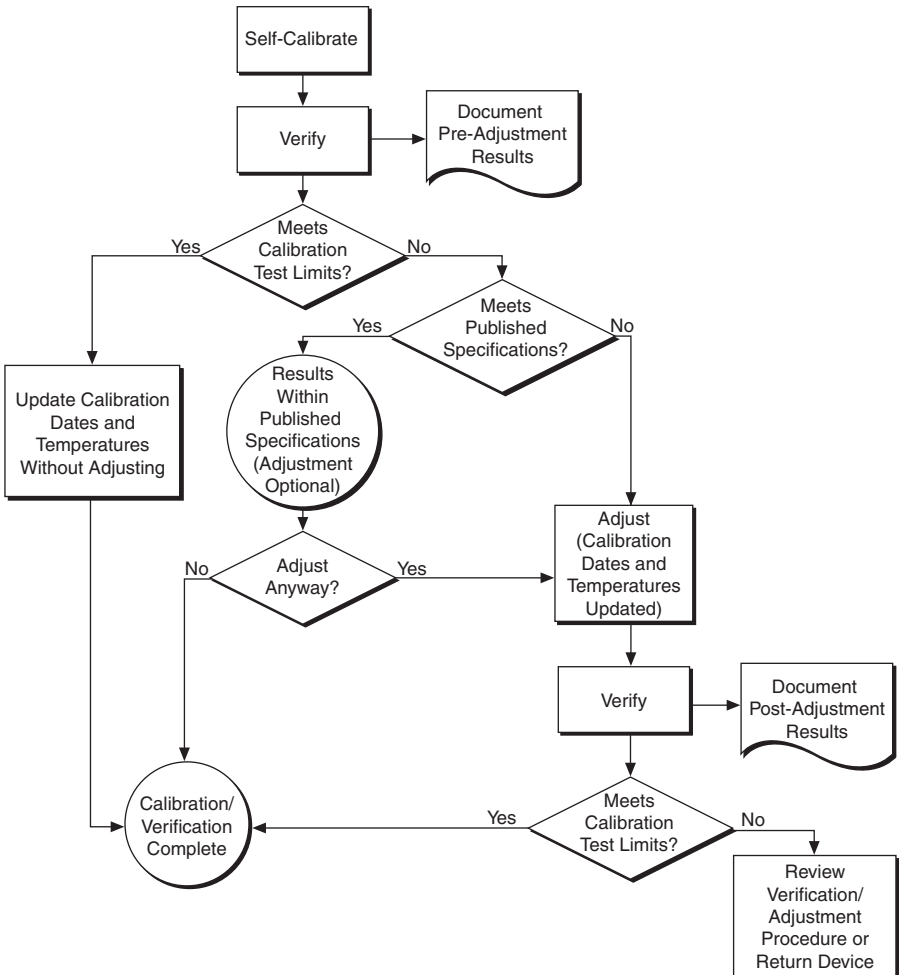 Self-Calibrate
Verify
Document
Pre-Adjustment
Results
Meets
Calibration
Test Limits?
Yes
No
Meets
Published
Specifications?
Yes
No
Update Calibration
Dates and
Temperatures
Without Adjusting
Results
Within
Published
Specifications
(Adjustment
Optional)
Adjust
(Calibration
Dates and
Temperatures
Updated)
Adjust
Anyway?
No
Yes
Verify
Document
Post-Adjustment
Results
Calibration/
Verification
Complete
Meets
Calibration
Test Limits?
Yes
No
Review
Verification/
Adjustment
Procedure or
Return Device